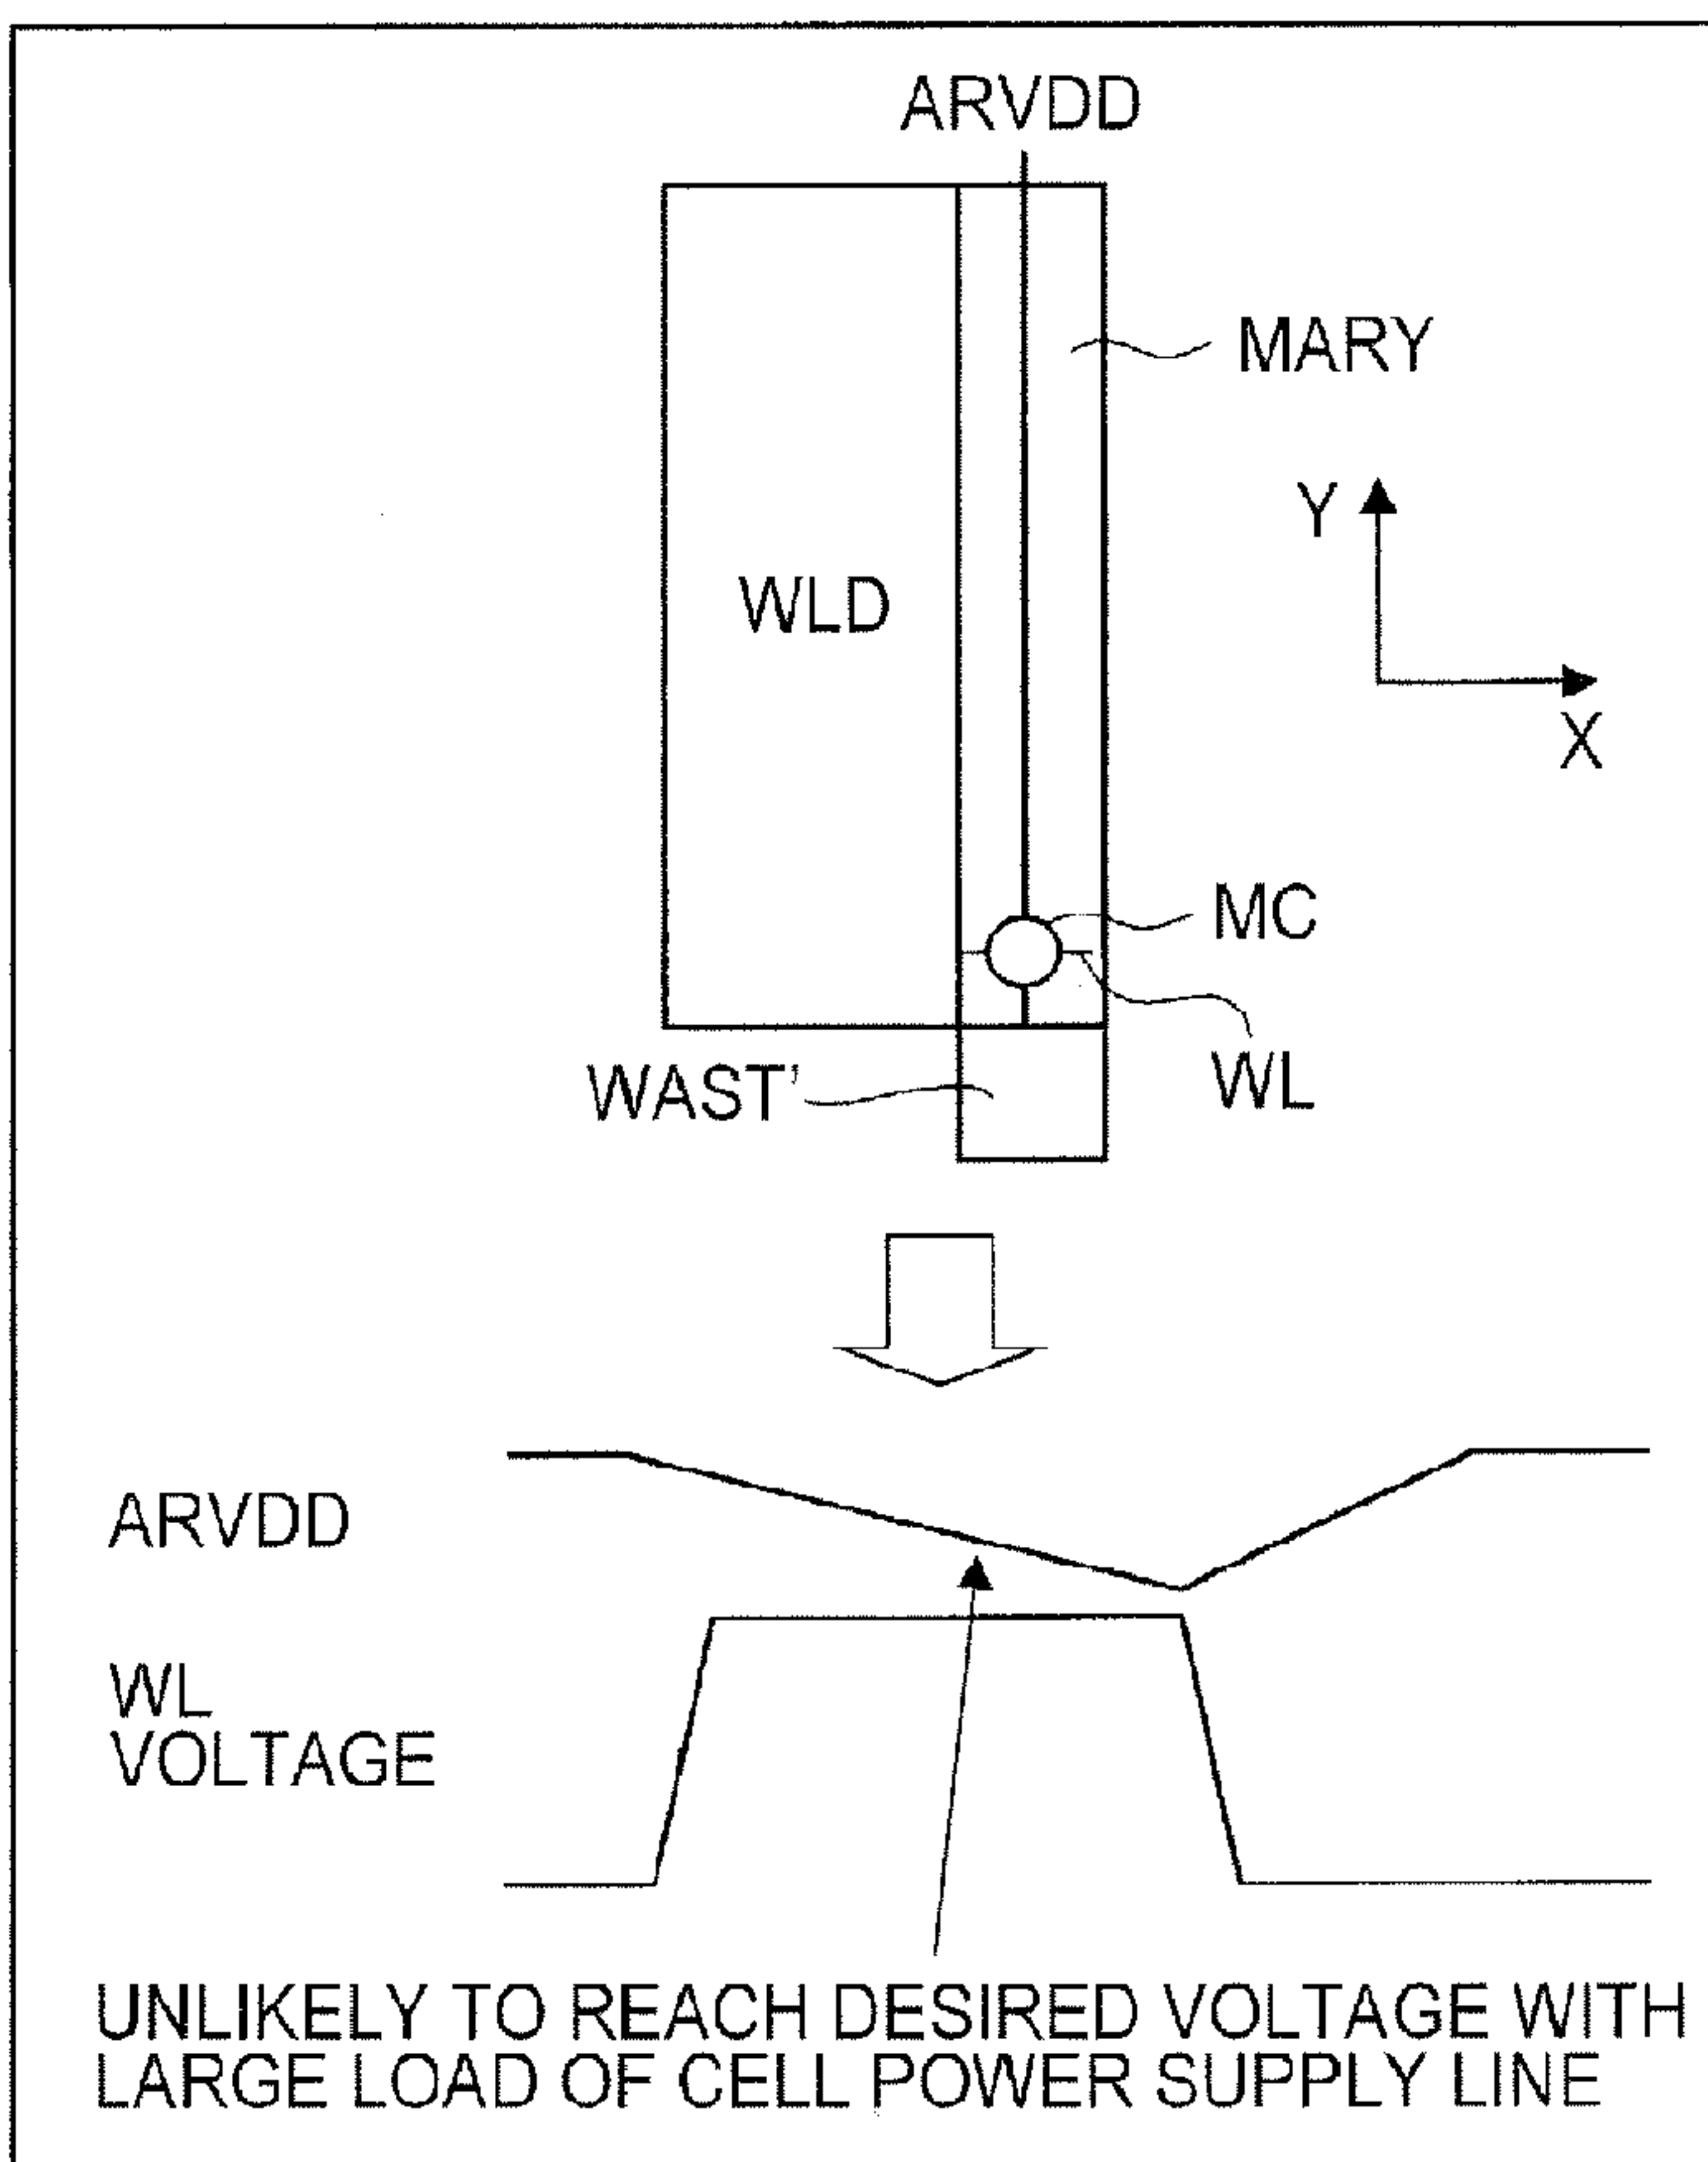 ARVDD
MARY
Y
WLD
X
MC
WAST'
WL
ARVDD
WL
VOLTAGE
UNLIKELY TO REACH DESIRED VOLTAGE WITH
LARGE LOAD OF CELL POWER SUPPLY LINE